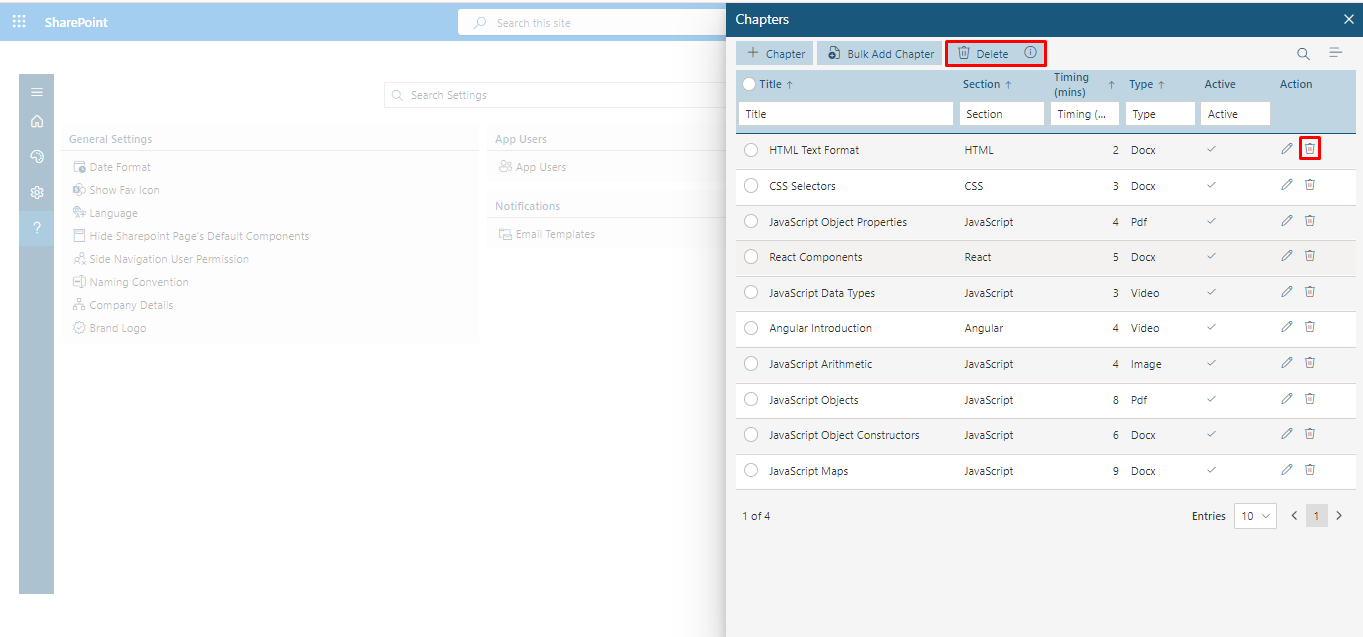 SharePoint
Search this site
Search Settings
General Settings
Date Format
Show Fav Icon
Language
Hide Sharepoint Page's Default Components
Side Navigation User Permission
Naming Convention
Company Details
Brand Logo
App Users
App Users
Notifications
Email Templates
Chapters
+ Chapter Bulk Add Chapter Delete
Title ↑ Section ↑ Timing (mins) ↑ Type ↑ Active Action
Title Section Timing (... Type Active
HTML Text Format HTML 2 Docx
CSS Selectors CSS 3 Docx
JavaScript Object Properties JavaScript 4 Pdf
React Components React 5 Docx
JavaScript Data Types JavaScript 3 Video
Angular Introduction Angular 4 Video
JavaScript Arithmetic JavaScript 4 Image
JavaScript Objects JavaScript 8 Pdf
JavaScript Object Constructors JavaScript 6 Docx
JavaScript Maps JavaScript 9 Docx
1 of 4 Entries 10 < 1 >